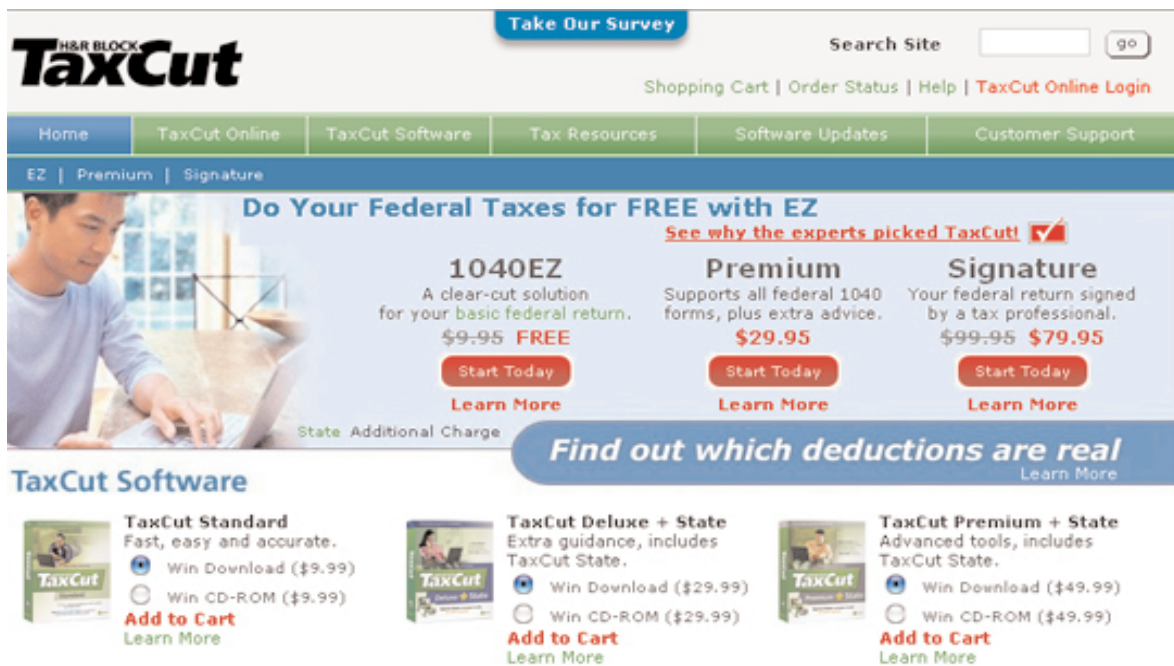 Take Our Survey
H&R BLOCK
TaxCut
Search Site
go
Shopping Cart | Order Status | Help | TaxCut Online Login
Home
TaxCut Online
TaxCut Software
Tax Resources
Software Updates
Customer Support
EZ | Premium | Signature
Do Your Federal Taxes for FREE with EZ
See why the experts picked TaxCut!
1040EZ
A clear-cut solution
for your basic federal return.
$9.95 FREE
Start Today
Learn More
Premium
Supports all federal 1040
forms, plus extra advice.
$29.95
Start Today
Learn More
Signature
Your federal return signed
by a tax professional.
$99.95 $79.95
Start Today
Learn More
State Additional Charge
Find out which deductions are real
Learn More
TaxCut Software
TaxCut
TaxCut Standard
Fast, easy and accurate.
Win Download ($9.99)
Win CD-ROM ($9.99)
Add to Cart
Learn More
TaxCut
Deluxe + State
TaxCut Deluxe + State
Extra guidance, includes
TaxCut State.
Win Download ($29.99)
Win CD-ROM ($29.99)
Add to Cart
Learn More
TaxCut
Premium + State
TaxCut Premium + State
Advanced tools, includes
TaxCut State.
Win Download ($49.99)
Win CD-ROM ($49.99)
Add to Cart
Learn More